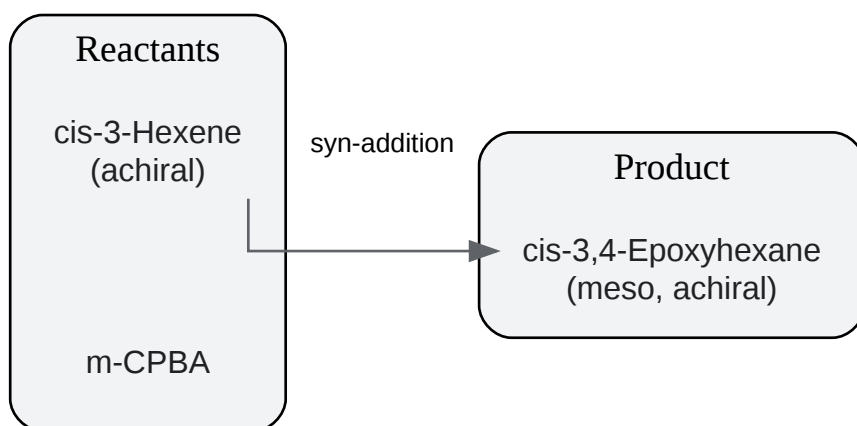 Reactants
cis-3-Hexene
(achiral)
m-CPBA
syn-addition
Product
cis-3,4-Epoxyhexane
(meso, achiral)